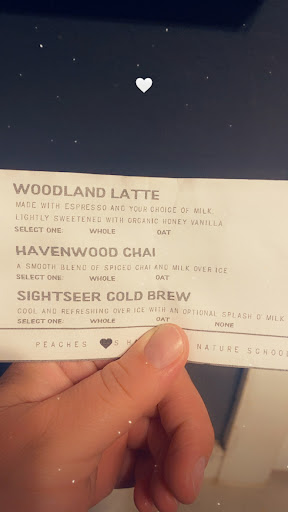 WOODLAND LATTE
MADE WITH ESPRESSO AND YOUR CHOICE OF MILK.
LIGHTLY SWEETENED WITH ORGANIC HONEY VANILLA
SELECT ONE: WHOLE OAT
HAVENWOOD CHAI
A SMOOTH BLEND OF SPICED CHAI AND MILK OVER ICE
SELECT ONE: WHOLE OAT
SIGHTSEER COLD BREW
COOL AND REFRESHING OVER ICE WITH AN OPTIONAL SPLASH O' MILK
SELECT ONE: WHOLE OAT NONE
PEACHES NATURE SCHOOL